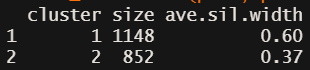 cluster size ave.sil.width
1 1 1148 0.60
2 2 852 0.37